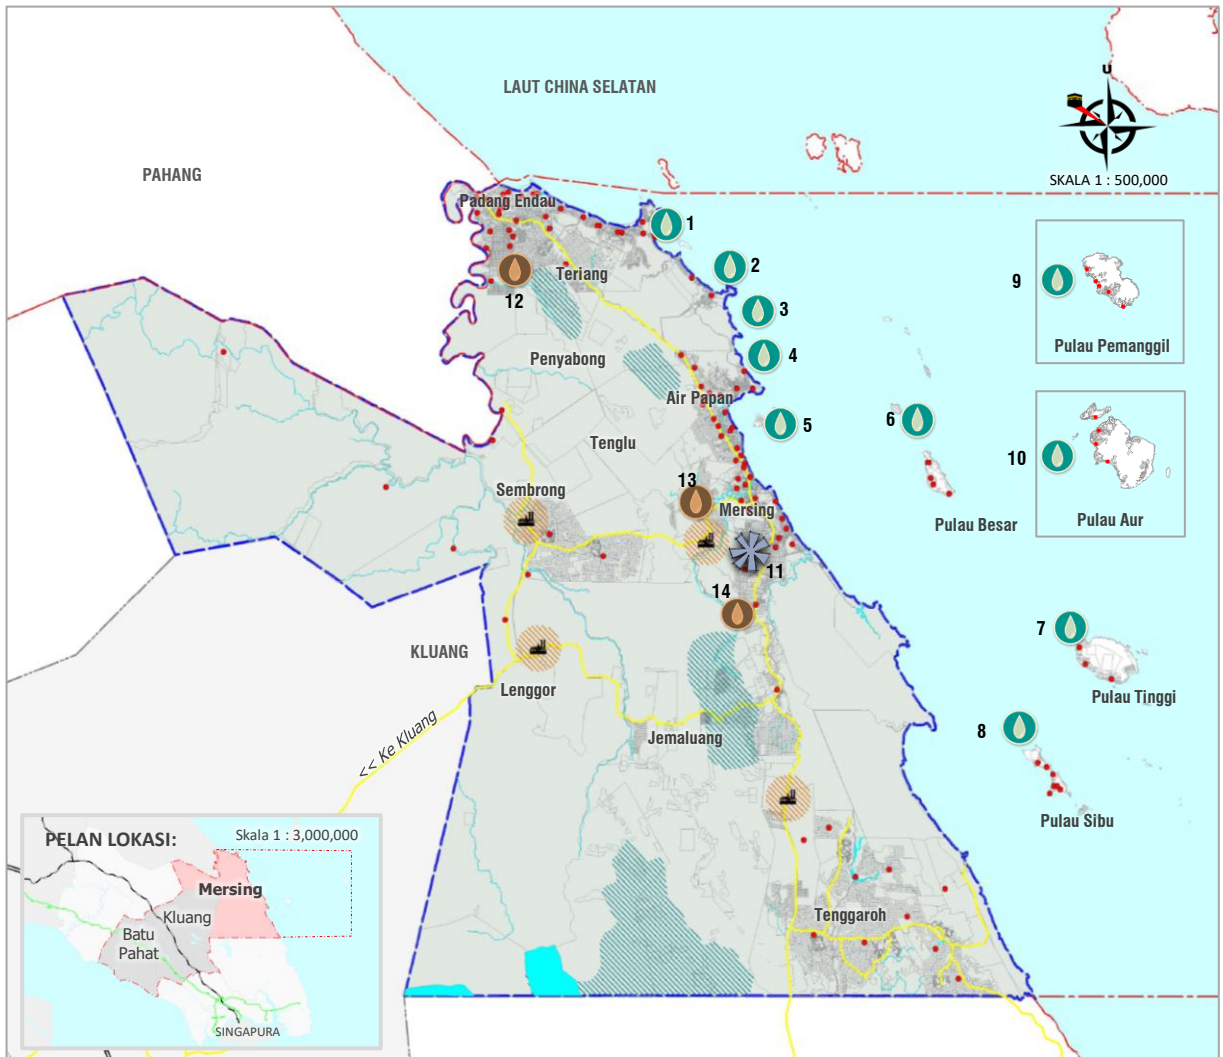 LAUT CHINA SELATAN
U
SKALA 1 : 500,000
PAHANG
Padang Endau
1
2
Teriang
12
3
9
Pulau Pemanggil
Penyabong
4
Air Papan
5
6
Tenglu
10
Pulau Aur
13
Sembrong
Mersing
Pulau Besar
11
14
7
KLUANG
Lenggor
Pulau Tinggi
<< Ke Kluang
Jemaluang
8
Pulau Sibu
Tenggaroh
PELAN LOKASI:
Skala 1 : 3,000,000
Mersing
Kluang
Batu
Pahat
SINGAPURA